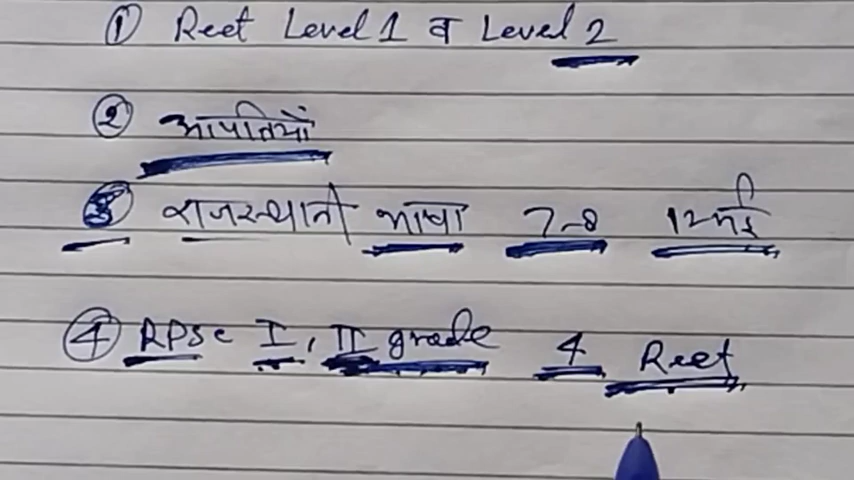 ① Reet Level 1 व Level 2
② आपतियों
③ राजस्थानी भाषा 7-8 12 मई
④ RPSC I, II grade 4 Reet